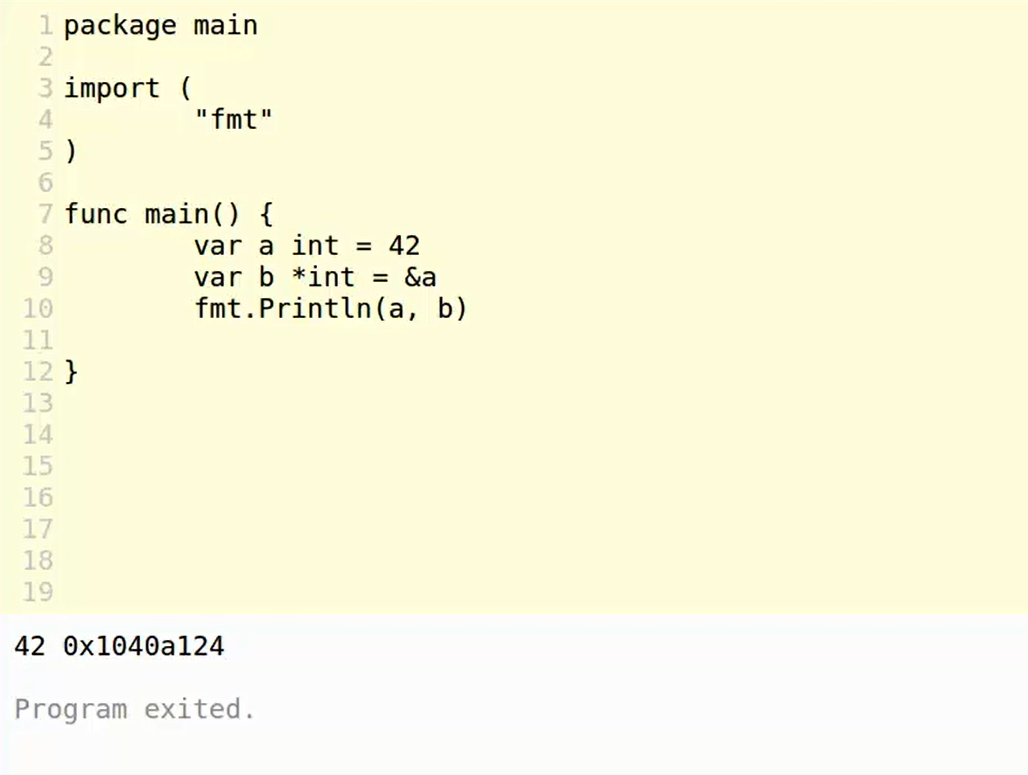 1 package main
2
3 import (
4 "fmt"
5 )
6
7 func main() {
8 var a int = 42
9 var b *int = &a
10 fmt.Println(a, b)
11
12 }
13
14
15
16
17
18
19
42 0x1040a124
Program exited.